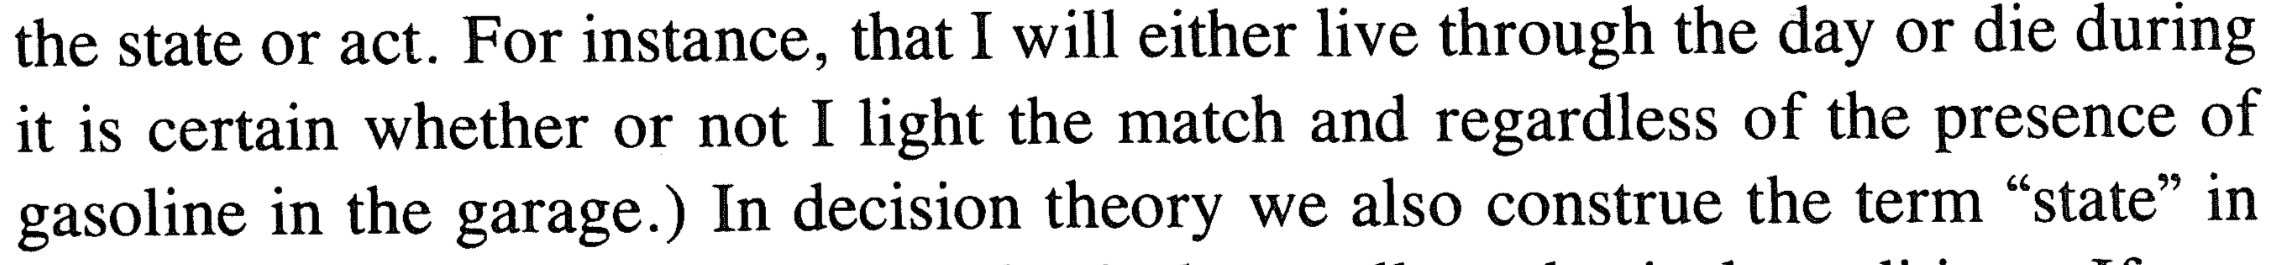 the state or act. For instance, that I will either live through the day or die during
it is certain whether or not I light the match and regardless of the presence of
gasoline in the garage.) In decision theory we also construe the term “state” in